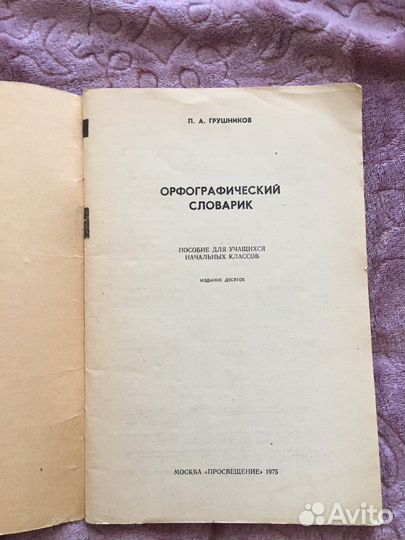 П. А. ГРУШНИКОВ
ОРФОГРАФИЧЕСКИЙ
СЛОВАРИК
ПОСОБИЕ ДЛЯ УЧАЩИХСЯ
НАЧАЛЬНЫХ КЛАССОВ
ИЗДАНИЕ ДЕСЯТОЕ
МОСКВА «ПРОСВЕЩЕНИЕ» 1975
Avito